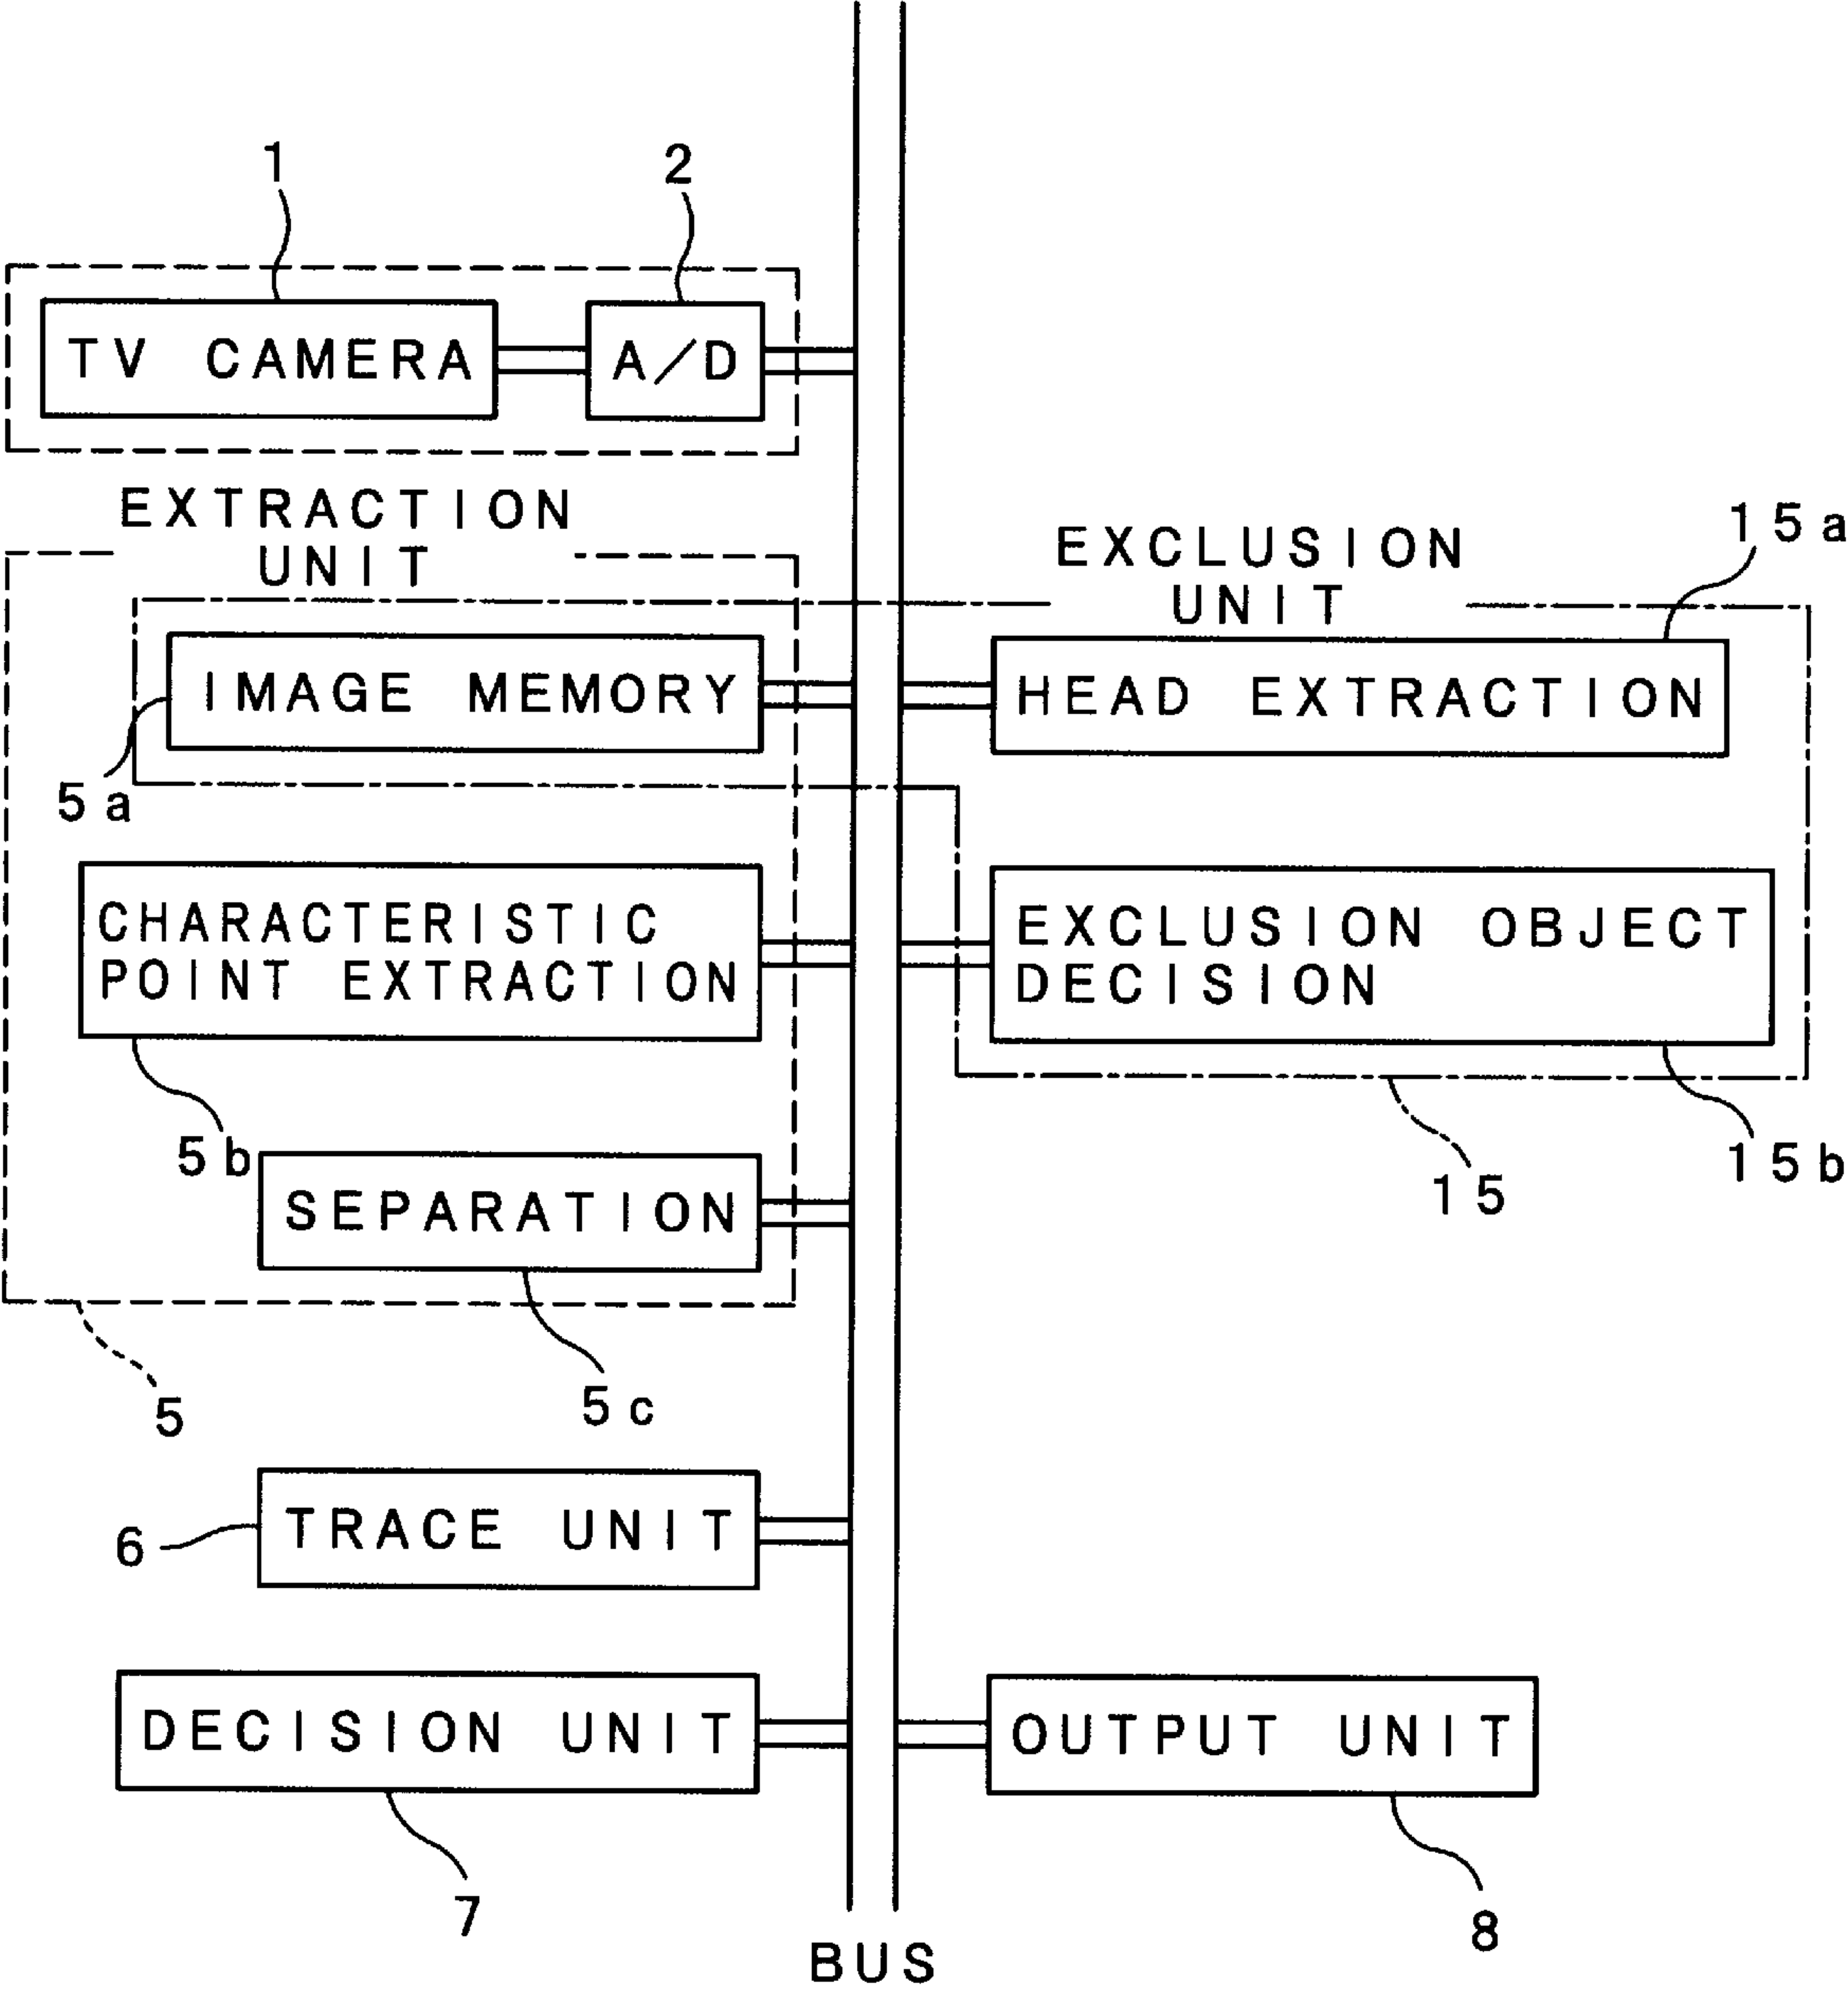 1
2
TV CAMERA
A/D
EXTRACTION
UNIT
EXCLUSION
UNIT
15a
IMAGE MEMORY
HEAD EXTRACTION
5a
CHARACTERISTIC
POINT EXTRACTION
EXCLUSION OBJECT
DECISION
5b
15b
SEPARATION
15
5
5c
TRACE UNIT
6
DECISION UNIT
OUTPUT UNIT
7
8
BUS